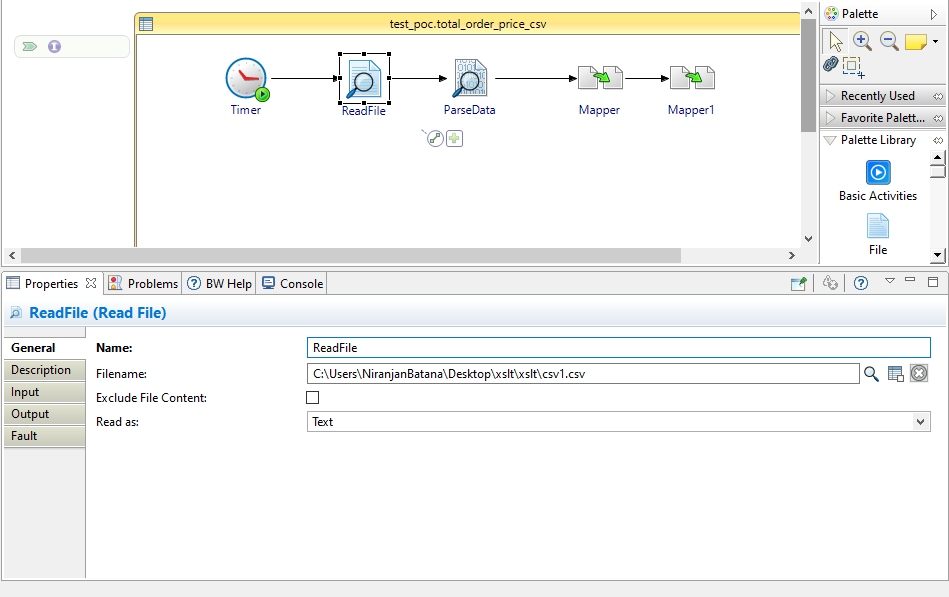 test_poc.total_order_price_csv
Timer
ReadFile
ParseData
Mapper
Mapper1
Palette
Recently Used
Favorite Palett...
Palette Library
Basic Activities
File
Properties
Problems
BW Help
Console
ReadFile (Read File)
General
Description
Input
Output
Fault
Name:
ReadFile
Filename:
C:\Users\NiranjanBatana\Desktop\xslt\xslt\csv1.csv
Exclude File Content:
Read as:
Text